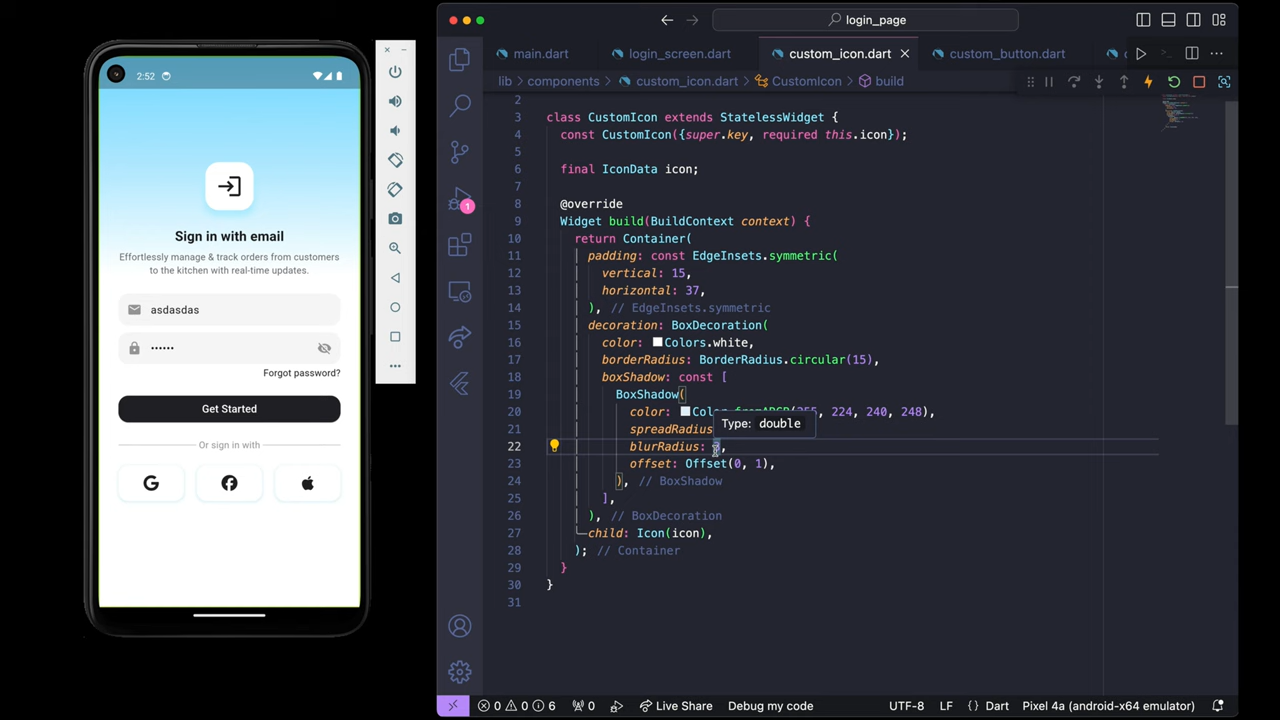 2:52
Sign in with email
Effortlessly manage & track orders from customers
to the kitchen with real-time updates.
asdasdas
••••••
Forgot password?
Get Started
Or sign in with
login_page
main.dart
login_screen.dart
custom_icon.dart
custom_button.dart
lib > components > custom_icon.dart > CustomIcon > build
1
2
3 class CustomIcon extends StatelessWidget {
4 const CustomIcon({super.key, required this.icon});
5
6 final IconData icon;
7
8 @override
9 Widget build(BuildContext context) {
10 return Container(
11 padding: const EdgeInsets.symmetric(
12 vertical: 15,
13 horizontal: 37,
14 ), // EdgeInsets.symmetric
15 decoration: BoxDecoration(
16 color: Colors.white,
17 borderRadius: BorderRadius.circular(15),
18 boxShadow: const [
19 BoxShadow(
20 color: 224, 240, 248),
Type: double
21 spreadRadius
22 blurRadius: ,
23 offset: Offset(0, 1),
24 ), // BoxShadow
25 ],
26 ), // BoxDecoration
27 child: Icon(icon),
28 ); // Container
29 }
30 }
31
0 0 6 0 Live Share Debug my code UTF-8 LF Dart Pixel 4a (android-x64 emulator)